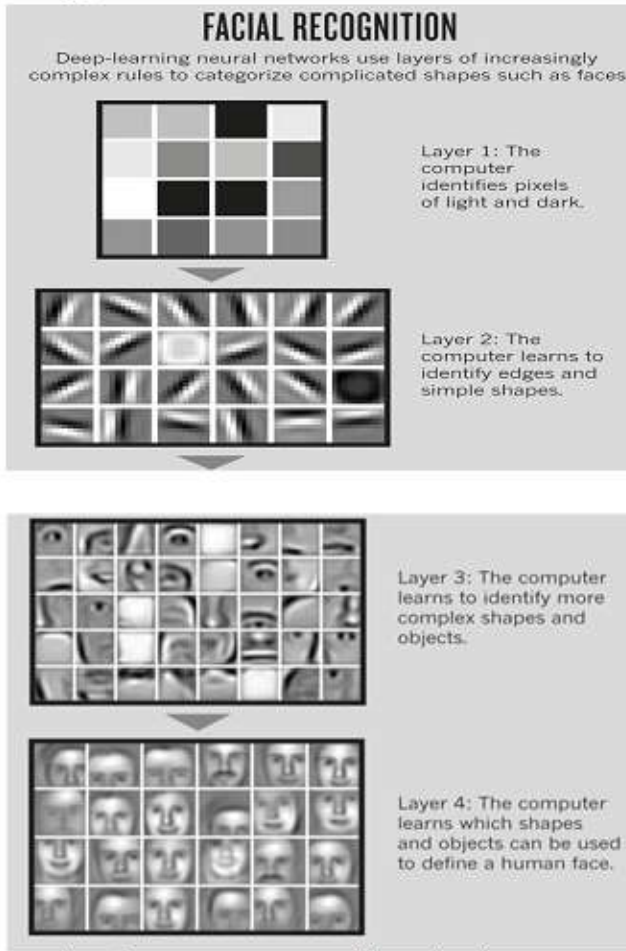 FACIAL RECOGNITION
Deep-learning neural networks use layers of increasingly
complex rules to categorize complicated shapes such as faces
Layer 1: The
computer
identifies pixels
of light and dark.
Layer 2: The
computer learns to
identify edges and
simple shapes.
Layer 3: The computer
learns to identify more
complex shapes and
objects.
Layer 4: The computer
learns which shapes
and objects can be used
to define a human face.